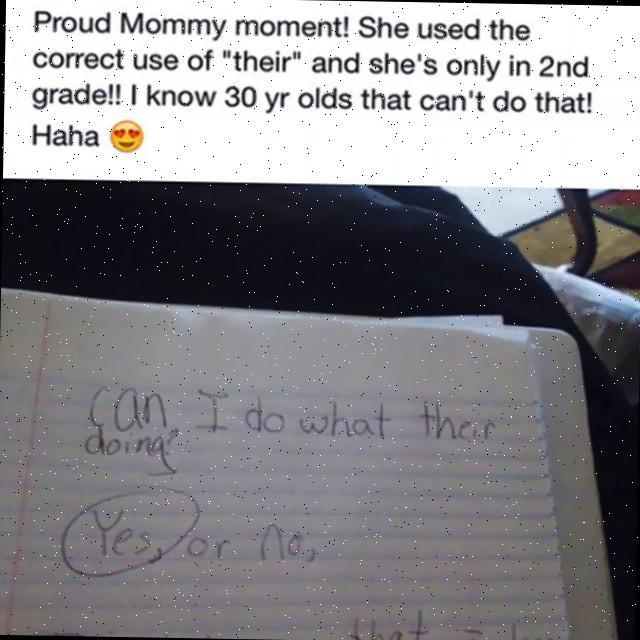 Proud Mommy moment! She used the
correct use of "their" and she's only in 2nd
grade!! I know 30 yr olds that can't do that!
Haha 😍
Can I do what their
doing?
Yes, or no,
that